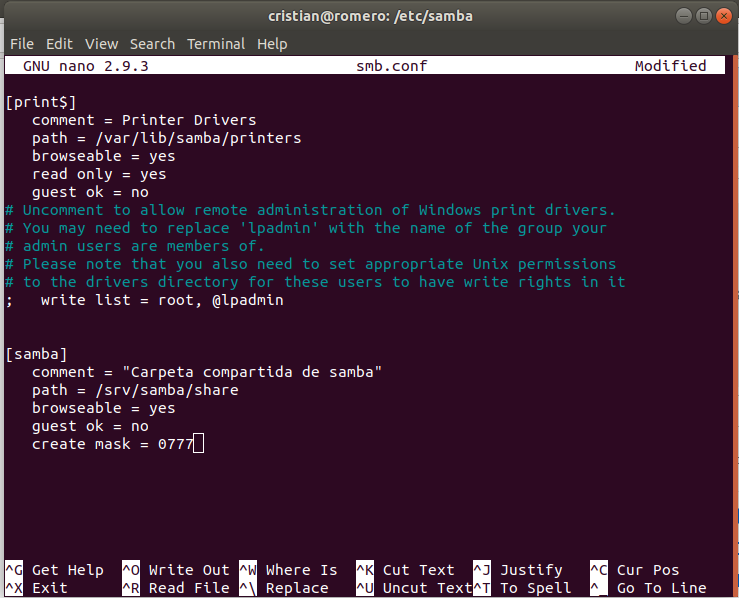 cristian@romero: /etc/samba
File Edit View Search Terminal Help
GNU nano 2.9.3 smb.conf Modified
[print$]
comment = Printer Drivers
path = /var/lib/samba/printers
browseable = yes
read only = yes
guest ok = no
# Uncomment to allow remote administration of Windows print drivers.
# You may need to replace 'lpadmin' with the name of the group your
# admin users are members of.
# Please note that you also need to set appropriate Unix permissions
# to the drivers directory for these users to have write rights in it
; write list = root, @lpadmin
[samba]
comment = "Carpeta compartida de samba"
path = /srv/samba/share
browseable = yes
guest ok = no
create mask = 0777
^G Get Help ^O Write Out ^W Where Is ^K Cut Text ^J Justify ^C Cur Pos
^X Exit ^R Read File ^\ Replace ^U Uncut Text ^T To Spell ^_ Go To Line